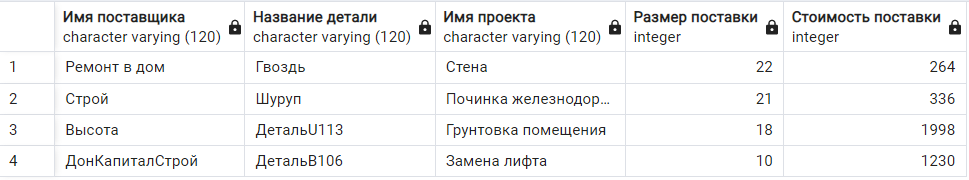 Имя поставщика Название детали Имя проекта Размер поставки Стоимость поставки
character varying (120) character varying (120) character varying (120) integer integer
1 Ремонт в дом Гвоздь Стена 22 264
2 Строй Шуруп Починка железнодор... 21 336
3 Высота ДетальU113 Грунтовка помещения 18 1998
4 ДонКапиталСтрой ДетальB106 Замена лифта 10 1230